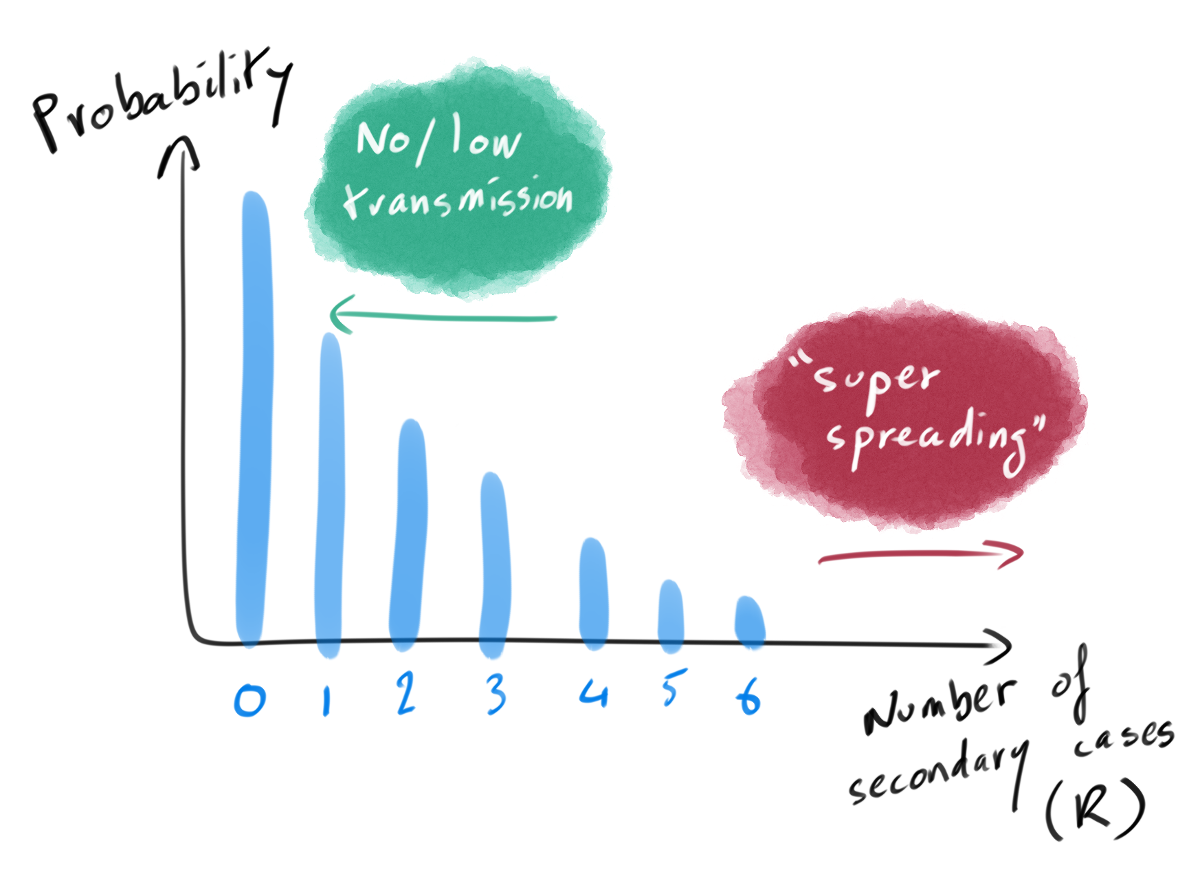 Probability
No/low
transmission
"super
spreading"
0 1 2 3 4 5 6
Number of
secondary cases
(R)